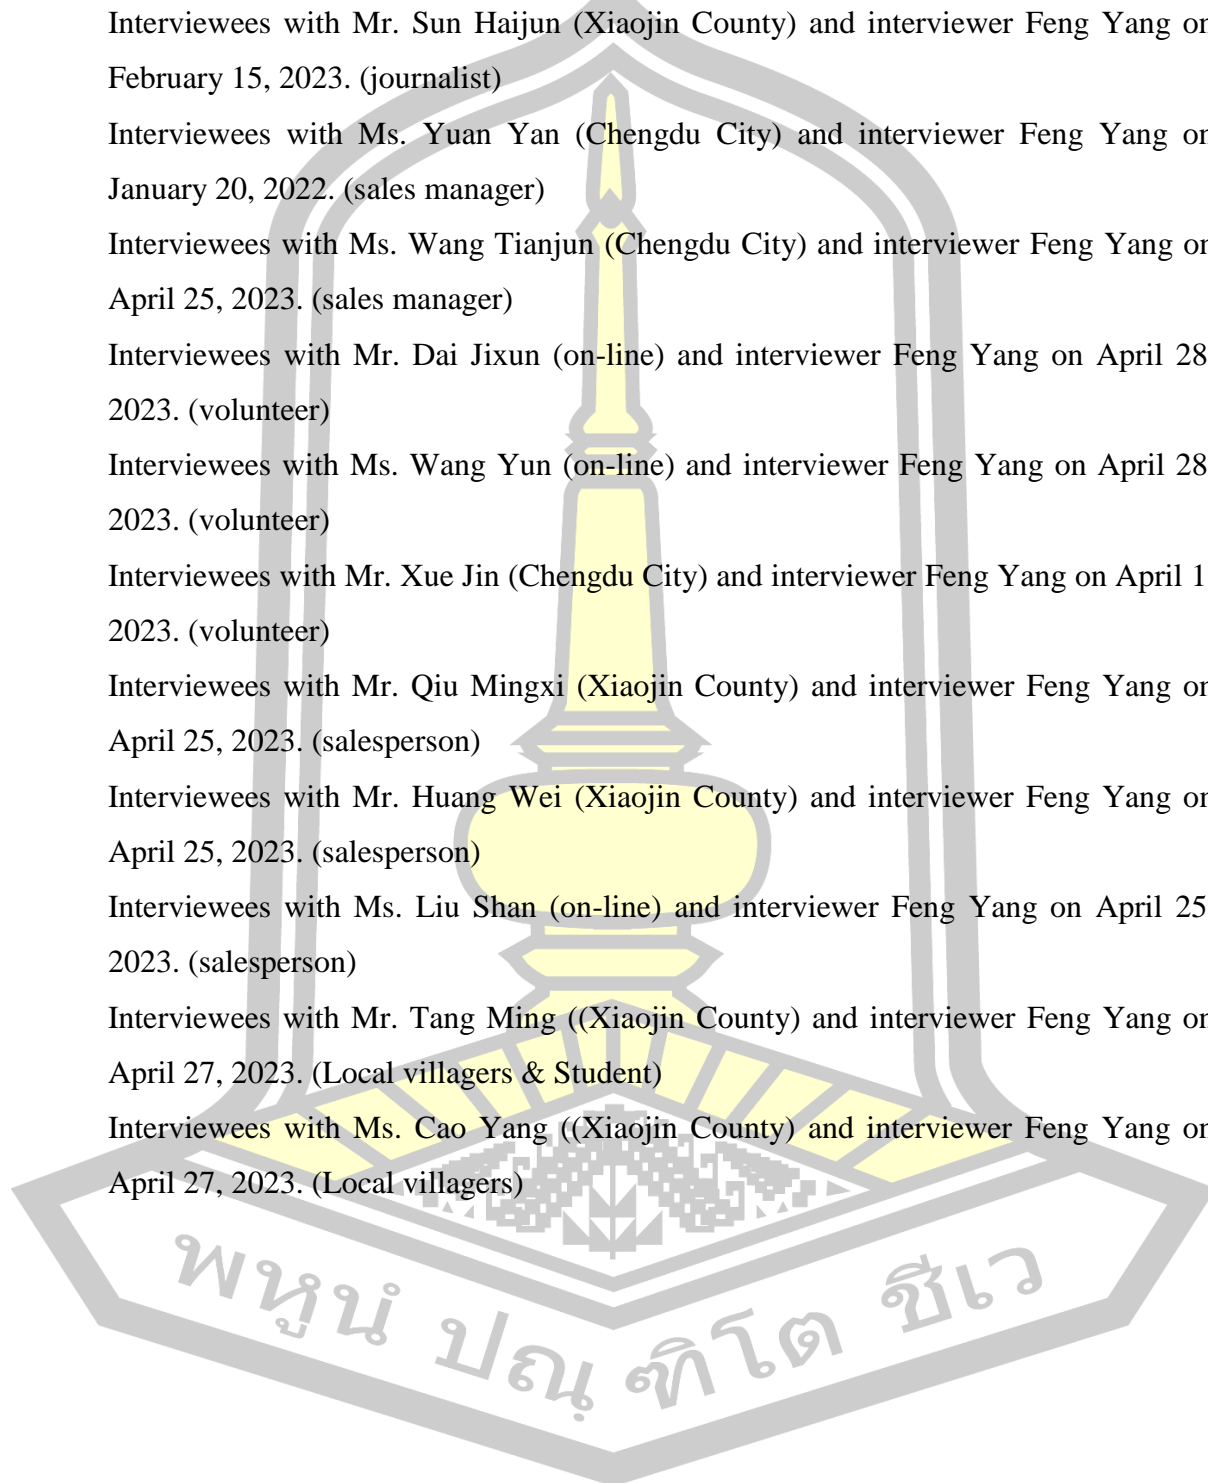 Interviewees with Mr. Sun Haijun (Xiaojin County) and interviewer Feng Yang on
February 15, 2023. (journalist)
Interviewees with Ms. Yuan Yan (Chengdu City) and interviewer Feng Yang on
January 20, 2022. (sales manager)
Interviewees with Ms. Wang Tianjun (Chengdu City) and interviewer Feng Yang on
April 25, 2023. (sales manager)
Interviewees with Mr. Dai Jixun (on-line) and interviewer Feng Yang on April 28
2023. (volunteer)
Interviewees with Ms. Wang Yun (on-line) and interviewer Feng Yang on April 28
2023. (volunteer)
Interviewees with Mr. Xue Jin (Chengdu City) and interviewer Feng Yang on April 1
2023. (volunteer)
Interviewees with Mr. Qiu Mingxi (Xiaojin County) and interviewer Feng Yang on
April 25, 2023. (salesperson)
Interviewees with Mr. Huang Wei (Xiaojin County) and interviewer Feng Yang on
April 25, 2023. (salesperson)
Interviewees with Ms. Liu Shan (on-line) and interviewer Feng Yang on April 25
2023. (salesperson)
Interviewees with Mr. Tang Ming ((Xiaojin County) and interviewer Feng Yang on
April 27, 2023. (Local villagers & Student)
Interviewees with Ms. Cao Yang ((Xiaojin County) and interviewer Feng Yang on
April 27, 2023. (Local villagers)
พหูนํ ปณฺฑิโต ชีเว